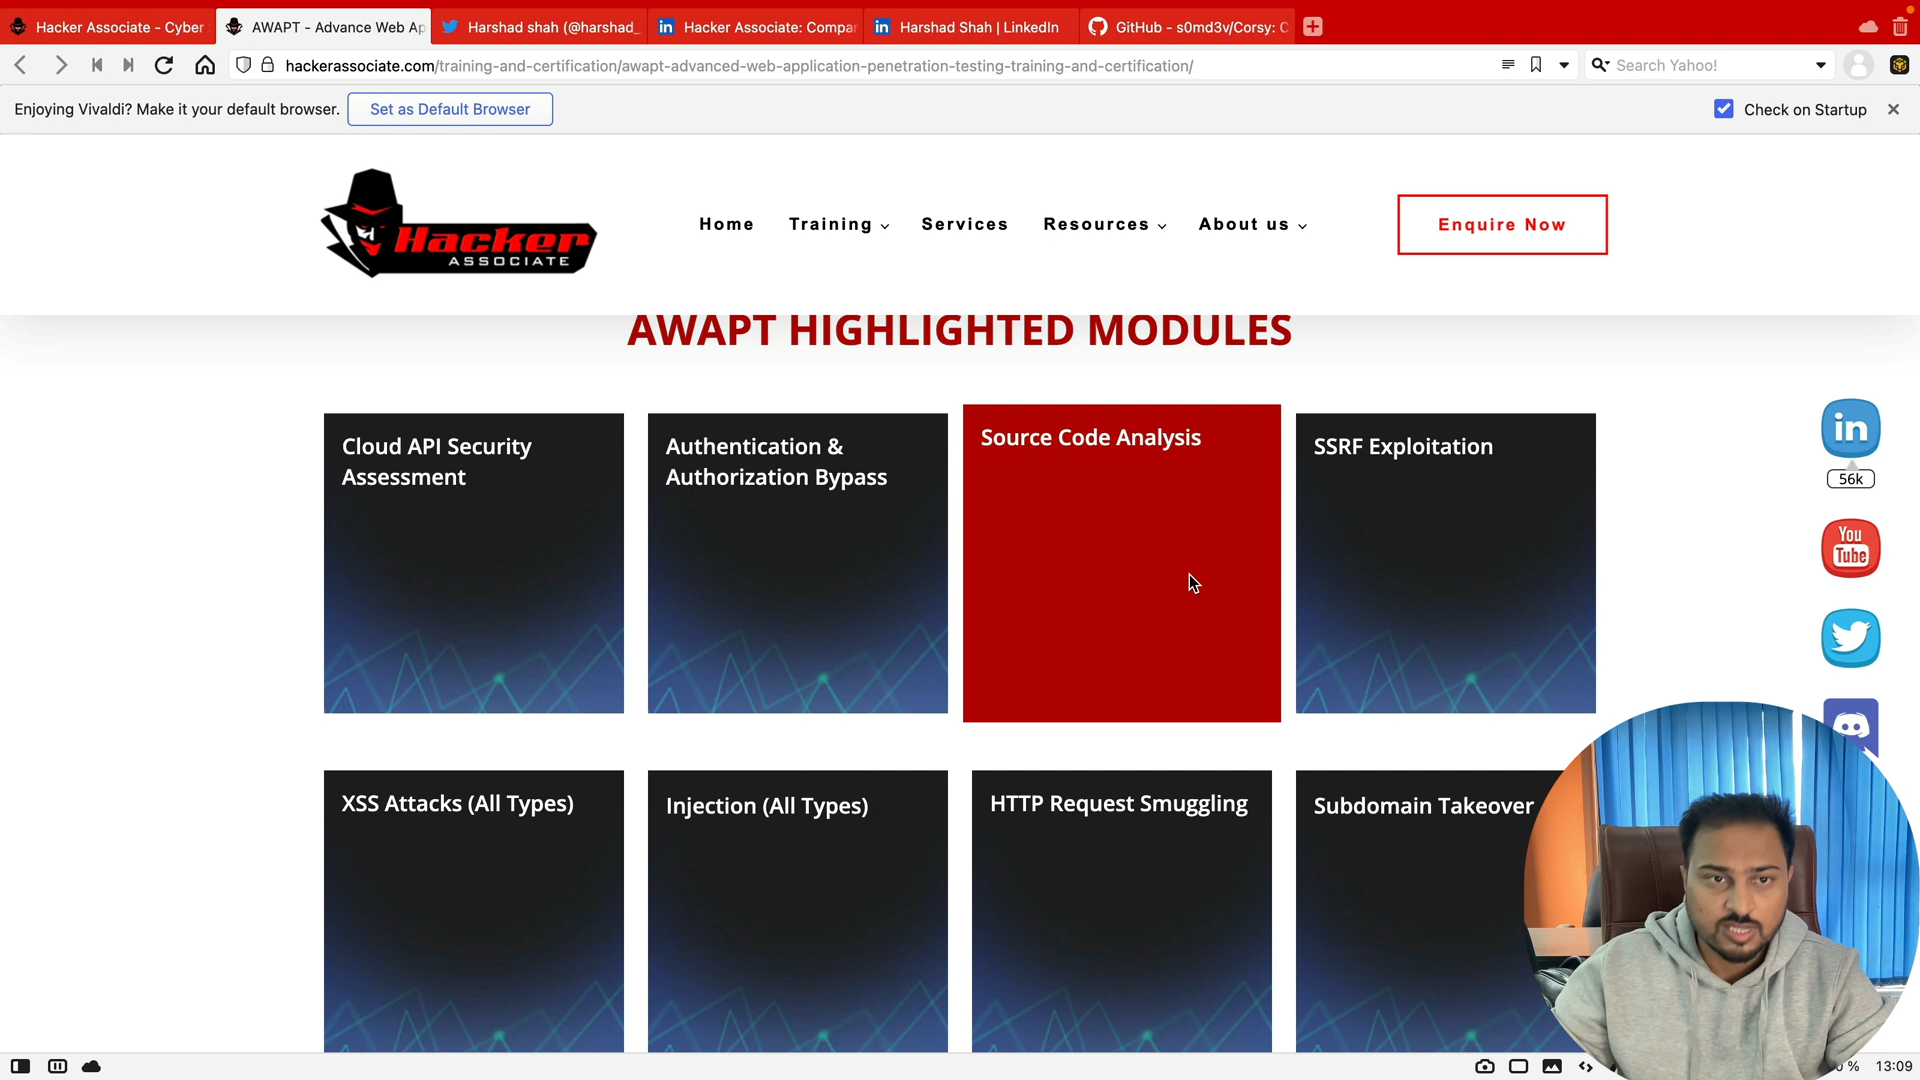 Hacker Associate - Cyber
AWAPT - Advance Web Ap
Harshad shah (@harshad_
Hacker Associate: Compar
Harshad Shah | LinkedIn
GitHub - s0md3v/Corsy: C
hackerassociate.com/training-and-certification/awapt-advanced-web-application-penetration-testing-training-and-certification/
Search Yahoo!
Enjoying Vivaldi? Make it your default browser.
Set as Default Browser
Check on Startup
Hacker
ASSOCIATE
Home
Training
Services
Resources
About us
Enquire Now
AWAPT HIGHLIGHTED MODULES
Cloud API Security
Assessment
Authentication &
Authorization Bypass
Source Code Analysis
SSRF Exploitation
in
56k
You
Tube
XSS Attacks (All Types)
Injection (All Types)
HTTP Request Smuggling
Subdomain Takeover
%
13:09